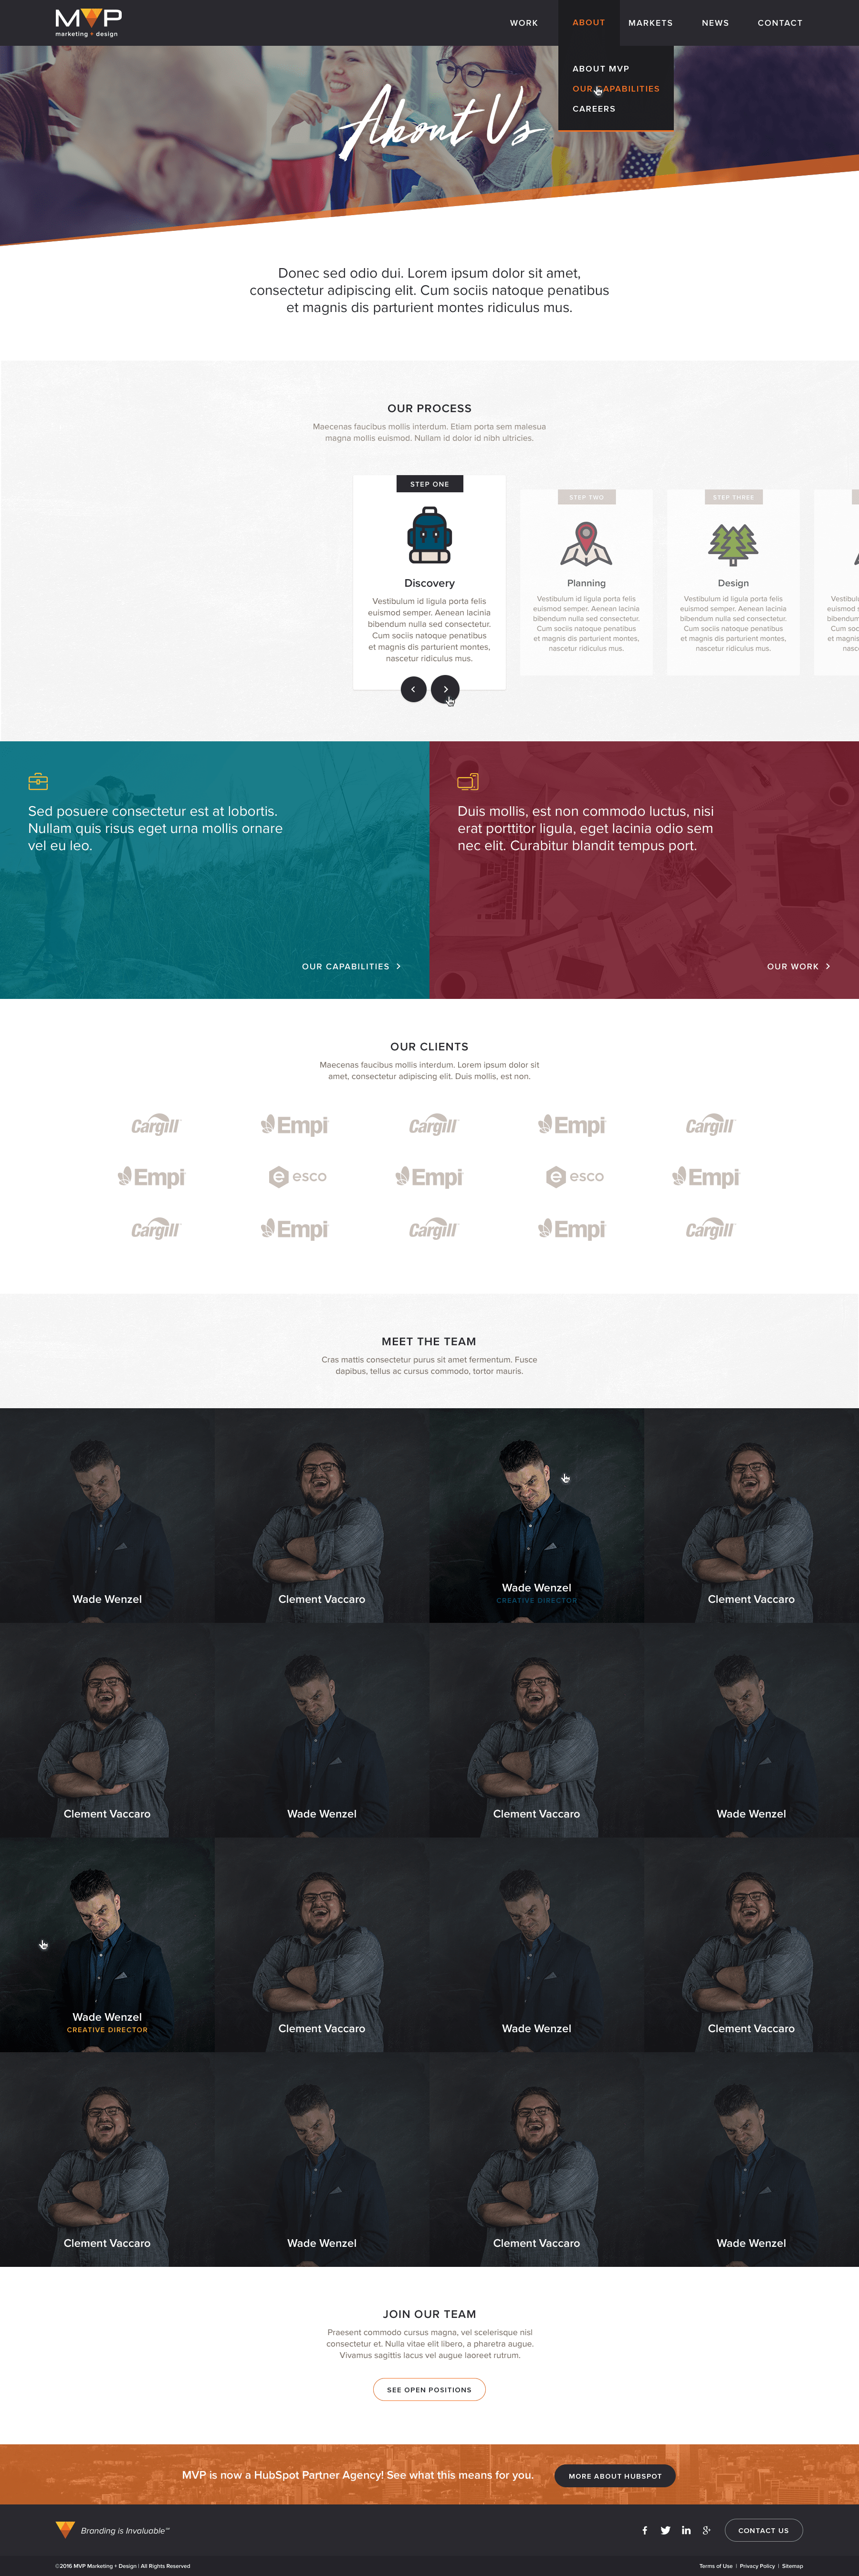 MVP
marketing + design
WORK
ABOUT
MARKETS
NEWS
CONTACT
ABOUT MVP
OUR CAPABILITIES
CAREERS
About Us
Donec sed odio dui. Lorem ipsum dolor sit amet,
consectetur adipiscing elit. Cum sociis natoque penatibus
et magnis dis parturient montes ridiculus mus.
OUR PROCESS
Maecenas faucibus mollis interdum. Etiam porta sem malesua
magna mollis euismod. Nullam id dolor id nibh ultricies.
STEP ONE
Discovery
Vestibulum id ligula porta felis
euismod semper. Aenean lacinia
bibendum nulla sed consectetur.
Cum sociis natoque penatibus
et magnis dis parturient montes,
nascetur ridiculus mus.
STEP TWO
Planning
Vestibulum id ligula porta felis
euismod semper. Aenean lacinia
bibendum nulla sed consectetur.
Cum sociis natoque penatibus
et magnis dis parturient montes,
nascetur ridiculus mus.
STEP THREE
Design
Vestibulum id ligula porta felis
euismod semper. Aenean lacinia
bibendum nulla sed consectetur.
Cum sociis natoque penatibus
et magnis dis parturient montes,
nascetur ridiculus mus.
Sed posuere consectetur est at lobortis.
Nullam quis risus eget urna mollis ornare
vel eu leo.
OUR CAPABILITIES
Duis mollis, est non commodo luctus, nisi
erat porttitor ligula, eget lacinia odio sem
nec elit. Curabitur blandit tempus port.
OUR WORK
OUR CLIENTS
Maecenas faucibus mollis interdum. Lorem ipsum dolor sit
amet, consectetur adipiscing elit. Duis mollis, est non.
Cargill Empi Cargill Empi Cargill
Empi esco Empi esco Empi
Cargill Empi Cargill Empi Cargill
MEET THE TEAM
Cras mattis consectetur purus sit amet fermentum. Fusce
dapibus, tellus ac cursus commodo, tortor mauris.
Wade Wenzel
Clement Vaccaro
Wade Wenzel
CREATIVE DIRECTOR
Clement Vaccaro
Clement Vaccaro
Wade Wenzel
Clement Vaccaro
Wade Wenzel
Wade Wenzel
CREATIVE DIRECTOR
Clement Vaccaro
Wade Wenzel
Clement Vaccaro
Clement Vaccaro
Wade Wenzel
Clement Vaccaro
Wade Wenzel
JOIN OUR TEAM
Praesent commodo cursus magna, vel scelerisque nisl
consectetur et. Nulla vitae elit libero, a pharetra augue.
Vivamus sagittis lacus vel augue laoreet rutrum.
SEE OPEN POSITIONS
MVP is now a HubSpot Partner Agency! See what this means for you.
MORE ABOUT HUBSPOT
Branding is Invaluable™
CONTACT US
©2016 MVP Marketing + Design | All Rights Reserved
Terms of Use | Privacy Policy | Sitemap